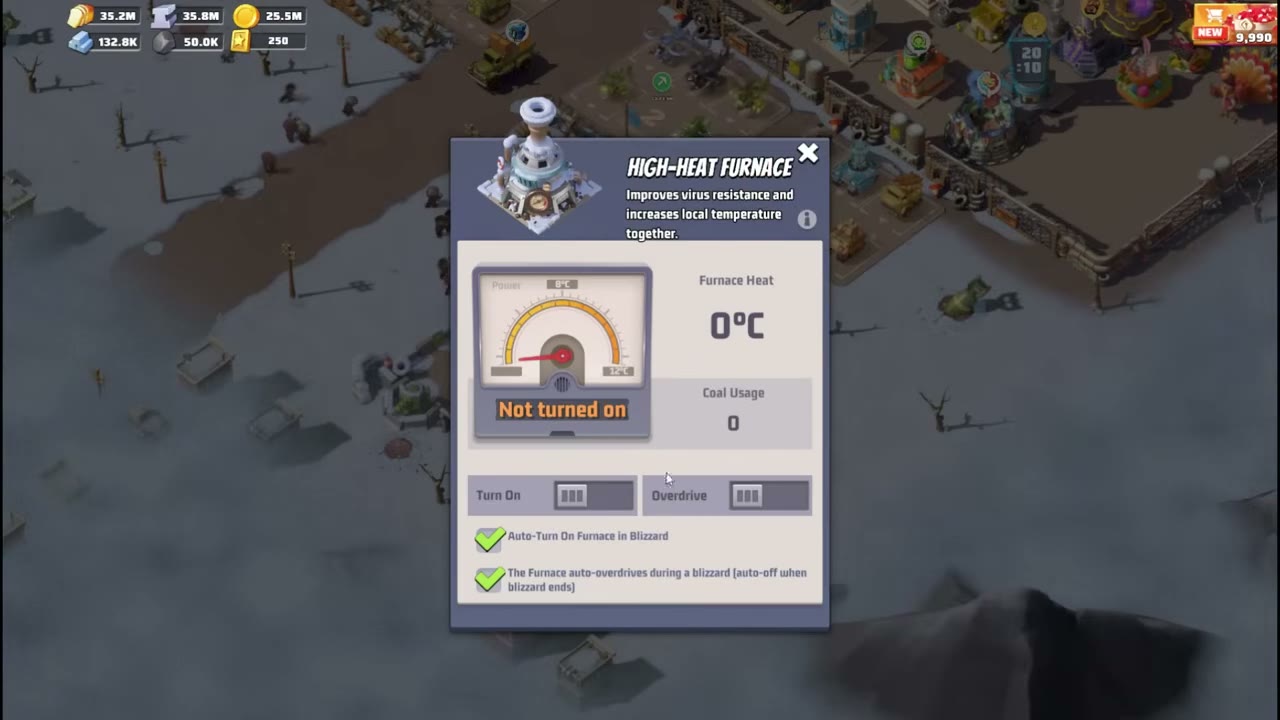 35.2M
35.8M
25.5M
132.8K
50.0K
250
NEW
9,990
20
:10
HIGH-HEAT FURNACE
Improves virus resistance and
increases local temperature
together.
Power
0°C
12°C
Not turned on
Furnace Heat
0°C
Coal Usage
0
Turn On
Overdrive
Auto-Turn On Furnace in Blizzard
The Furnace auto-overdrives during a blizzard (auto-off when
blizzard ends)